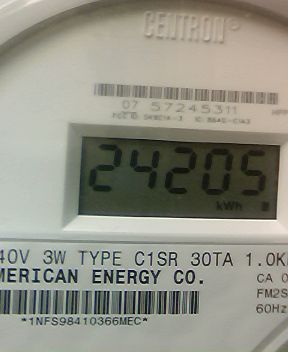 CENTRON®
07 57245311
24205
kWh
40V 3W TYPE C1SR 30TA 1.0K
MERICAN ENERGY CO.
CA 0
FM2S
60Hz
*1NFS98410366MEC*